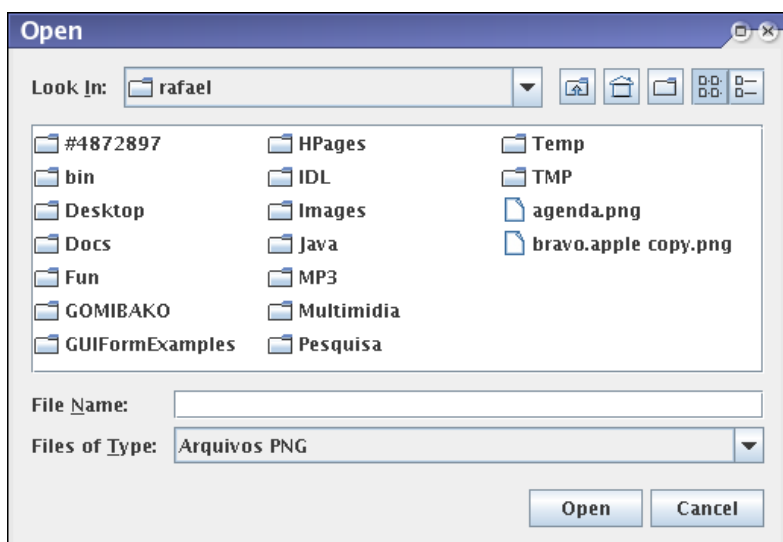 Open
Look In: rafael
#4872897
bin
Desktop
Docs
Fun
GOMIBAKO
GUIFormExamples
HPages
IDL
Images
Java
MP3
Multimidia
Pesquisa
Temp
TMP
agenda.png
bravo.apple copy.png
File Name:
Files of Type: Arquivos PNG
Open Cancel